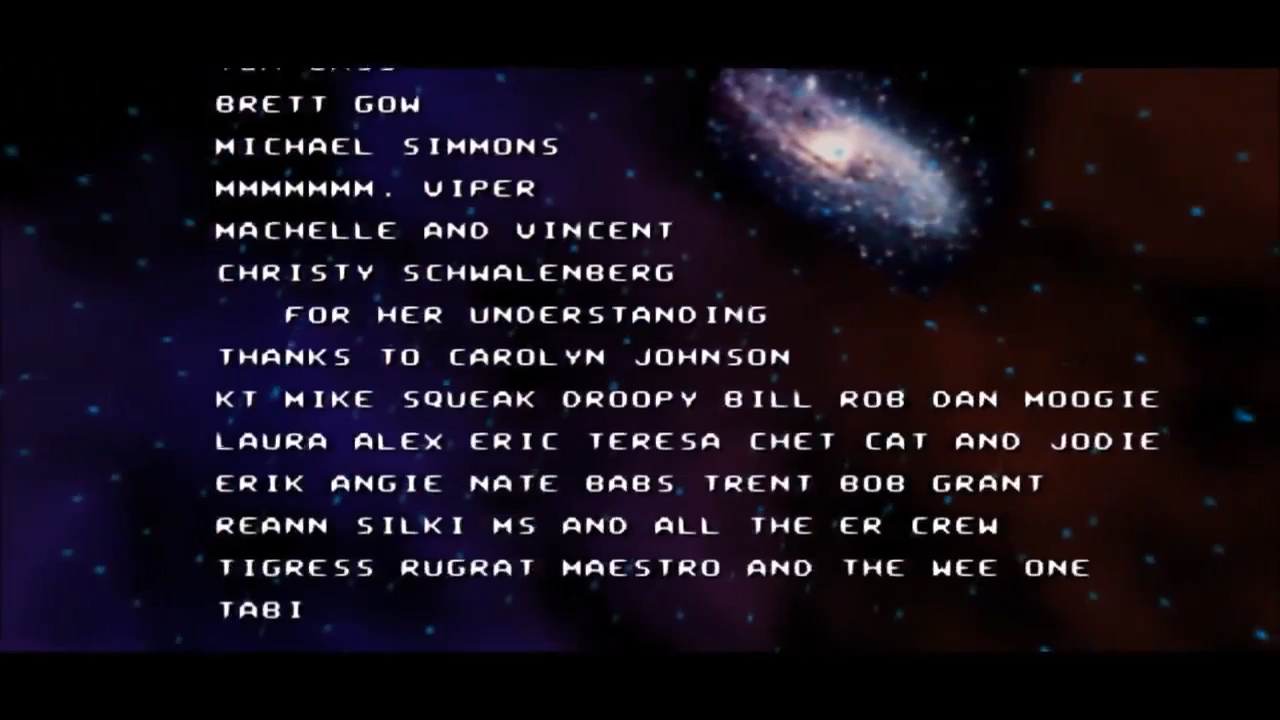 BRETT GOW
MICHAEL SIMMONS
MMMMMMM. VIPER
MACHELLE AND VINCENT
CHRISTY SCHWALENBERG
FOR HER UNDERSTANDING
THANKS TO CAROLYN JOHNSON
KT MIKE SQUEAK DROOPY BILL ROB DAN MOOGIE
LAURA ALEX ERIC TERESA CHET CAT AND JODIE
ERIK ANGIE NATE BABS TRENT BOB GRANT
REANN SILKI MS AND ALL THE ER CREW
TIGRESS RUGRAT MAESTRO AND THE WEE ONE
TABI